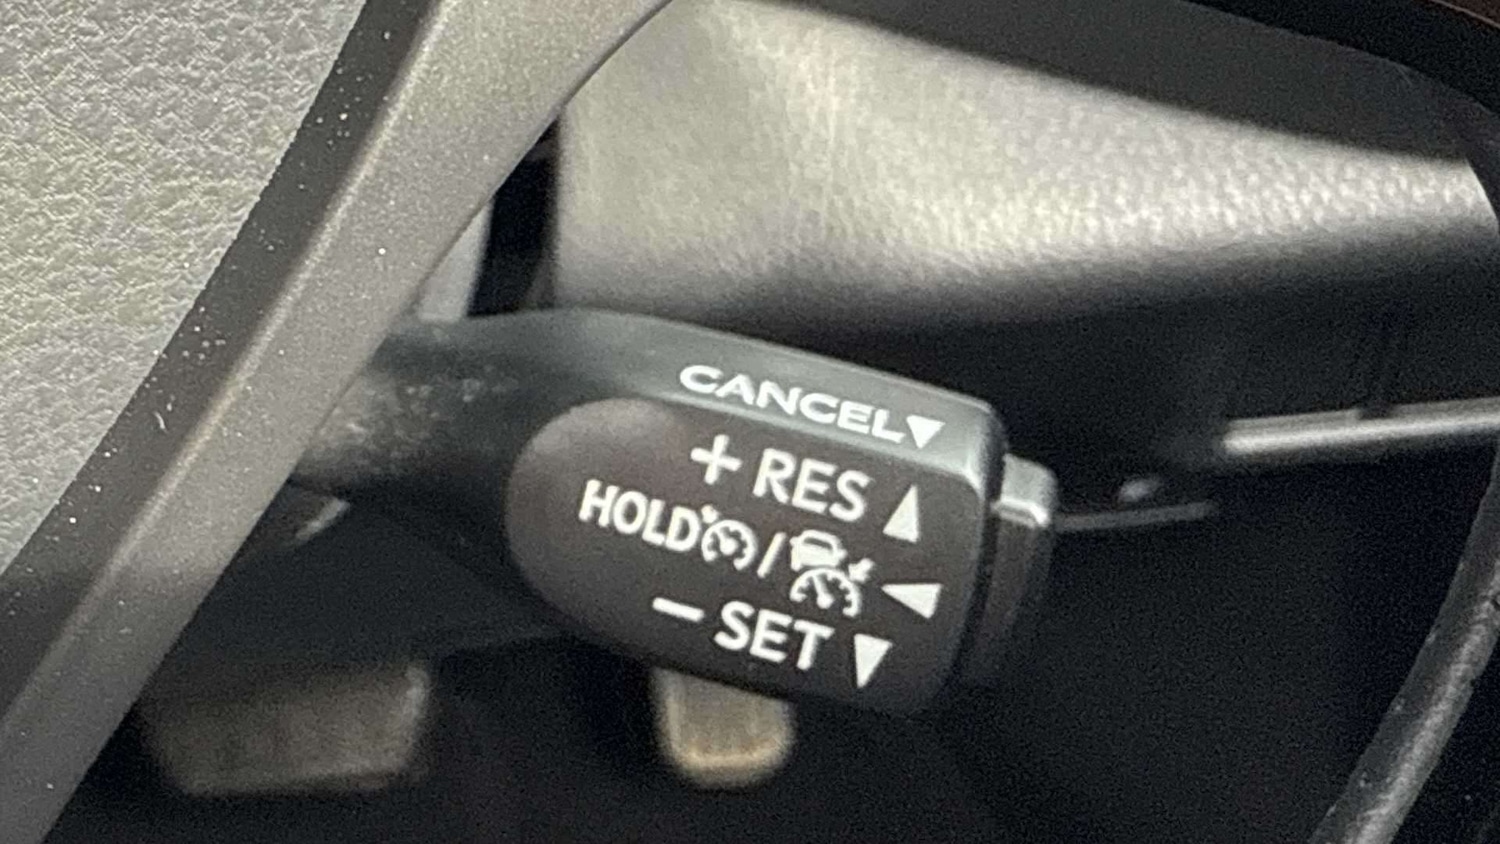 CANCEL▼
+ RES ▲
HOLD /  ◀
− SET ▼